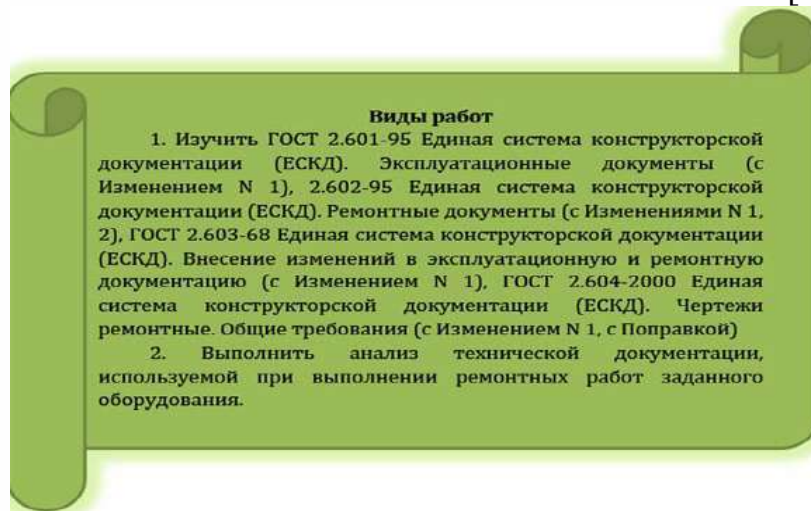 Виды работ
1. Изучить ГОСТ 2.601-95 Единая система конструкторской
документации (ЕСКД). Эксплуатационные документы (с
Изменением N 1), 2.602-95 Единая система конструкторской
документации (ЕСКД). Ремонтные документы (с Изменениями N 1,
2), ГОСТ 2.603-68 Единая система конструкторской документации
(ЕСКД). Внесение изменений в эксплуатационную и ремонтную
документацию (с Изменением N 1), ГОСТ 2.604-2000 Единая
система конструкторской документации (ЕСКД). Чертежи
ремонтные. Общие требования (с Изменением N 1, с Поправкой)
2. Выполнить анализ технической документации,
используемой при выполнении ремонтных работ заданного
оборудования.